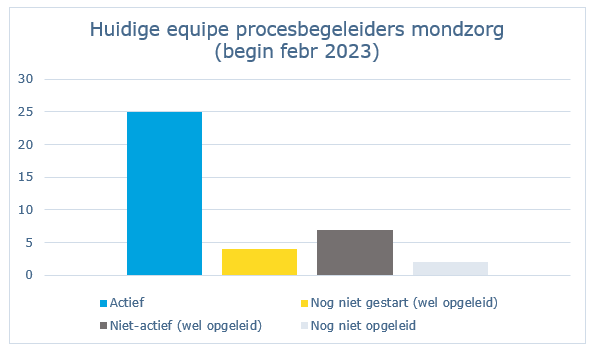 Huidige equipe procesbegeleiders mondzorg
(begin febr 2023)
30
25
20
15
10
5
0
Actief
Nog niet gestart (wel opgeleid)
Niet-actief (wel opgeleid)
Nog niet opgeleid